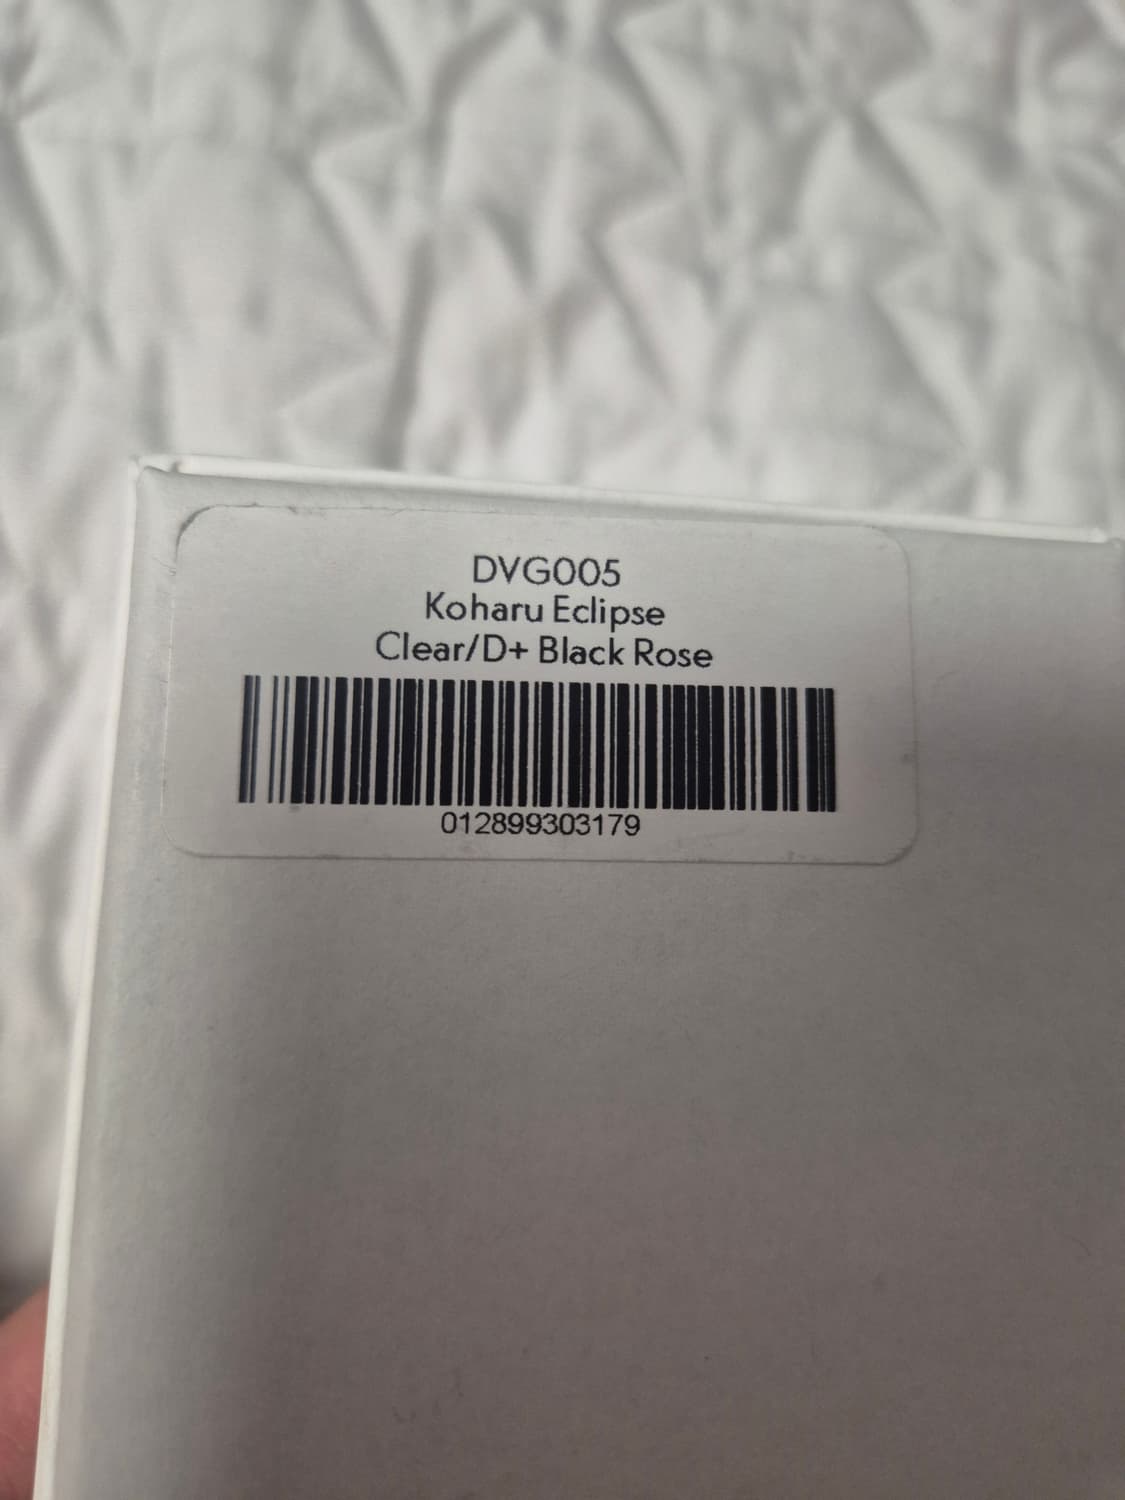 DVG005
Koharu Eclipse
Clear/D+ Black Rose
012899303179